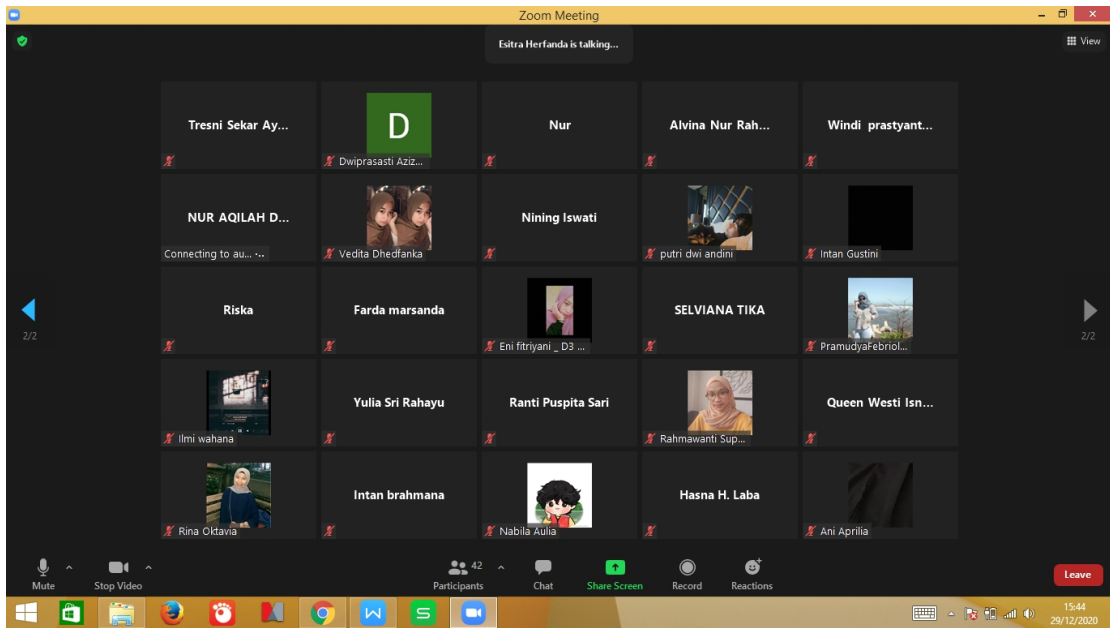 Zoom Meeting
Esitra Herfanda is talking...
View
Tresni Sekar Ay...
D
Dwiprasasti Aziz...
Nur
Alvina Nur Rah...
Windi prastyant...
NUR AQILAH D...
Connecting to au...
Vedita Dhedfanka
Nining Iswati
putri dwi andini
Intan Gustini
Riska
Farda marsanda
Eni fitriyani _ D3 ...
SELVIANA TIKA
PramudyaFebriol...
2/2
2/2
Ilmi wahana
Yulia Sri Rahayu
Ranti Puspita Sari
Rahmawanti Sup...
Queen Westi Isn...
Rina Oktavia
Intan brahmana
Nabila Aulia
Hasna H. Laba
Ani Aprilia
Mute
Stop Video
42
Participants
Chat
Share Screen
Record
Reactions
Leave
W
S
15:44
29/12/2020